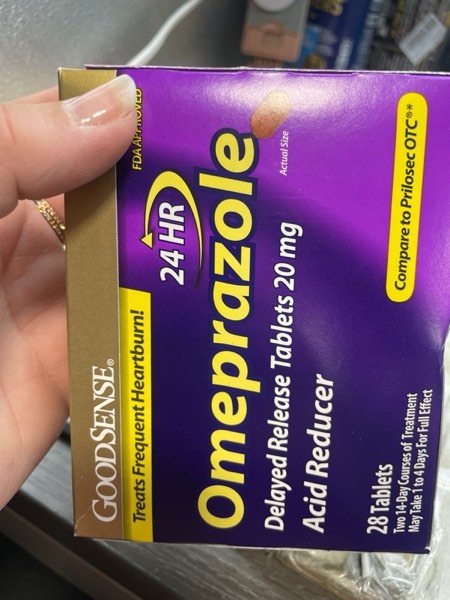 GOODSENSE®
FDA APPROVED
Treats Frequent Heartburn!
24 HR
Omeprazole
Delayed Release Tablets 20 mg
Acid Reducer
Actual Size
Compare to Prilosec OTC®*
28 Tablets
Two 14-Day Courses of Treatment
May Take 1 to 4 Days For Full Effect